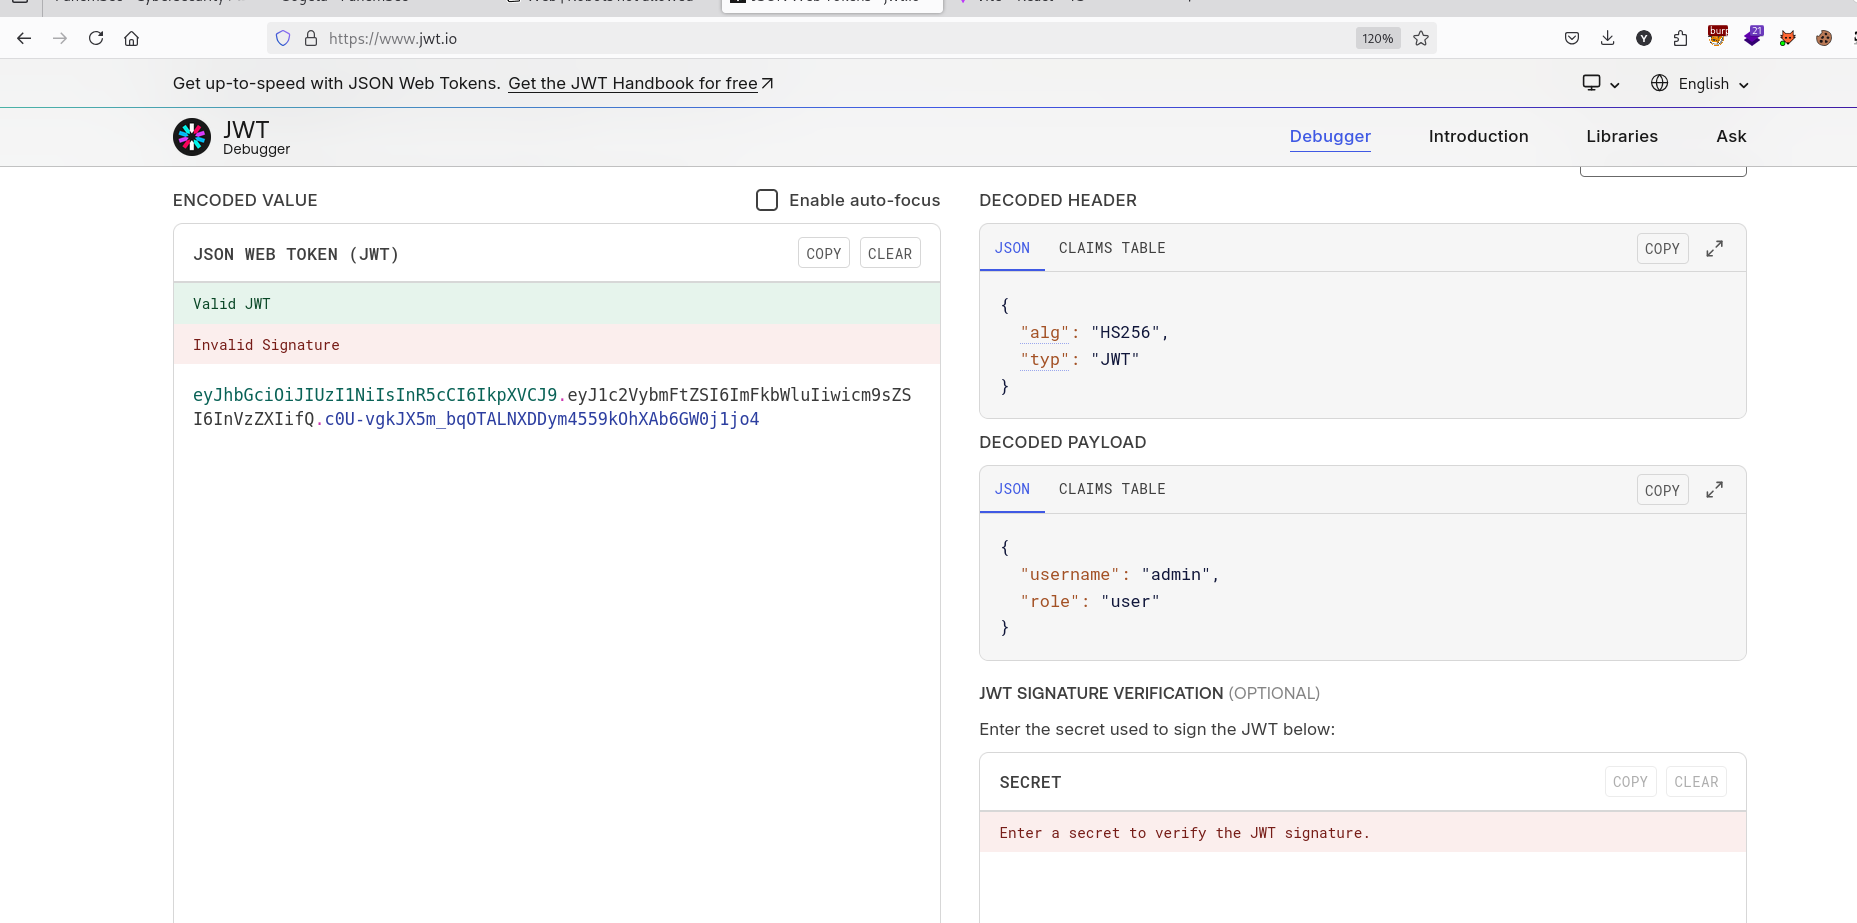 https://www.jwt.io
120%
burp
21
Get up-to-speed with JSON Web Tokens. Get the JWT Handbook for free
English
JWT
Debugger
Debugger
Introduction
Libraries
Ask
ENCODED VALUE
Enable auto-focus
JSON WEB TOKEN (JWT)
COPY
CLEAR
Valid JWT
Invalid Signature
eyJhbGciOiJIUzI1NiIsInR5cCI6IkpXVCJ9.eyJ1c2VybmFtZSI6ImFkbWluIiwicm9sZS
I6InVzZXIifQ.c0U-vgkJX5m_bqOTALNXDDym4559kOhXAb6GW0j1jo4
DECODED HEADER
JSON
CLAIMS TABLE
COPY
{
"alg": "HS256",
"typ": "JWT"
}
DECODED PAYLOAD
JSON
CLAIMS TABLE
COPY
{
"username": "admin",
"role": "user"
}
JWT SIGNATURE VERIFICATION (OPTIONAL)
Enter the secret used to sign the JWT below:
SECRET
COPY
CLEAR
Enter a secret to verify the JWT signature.